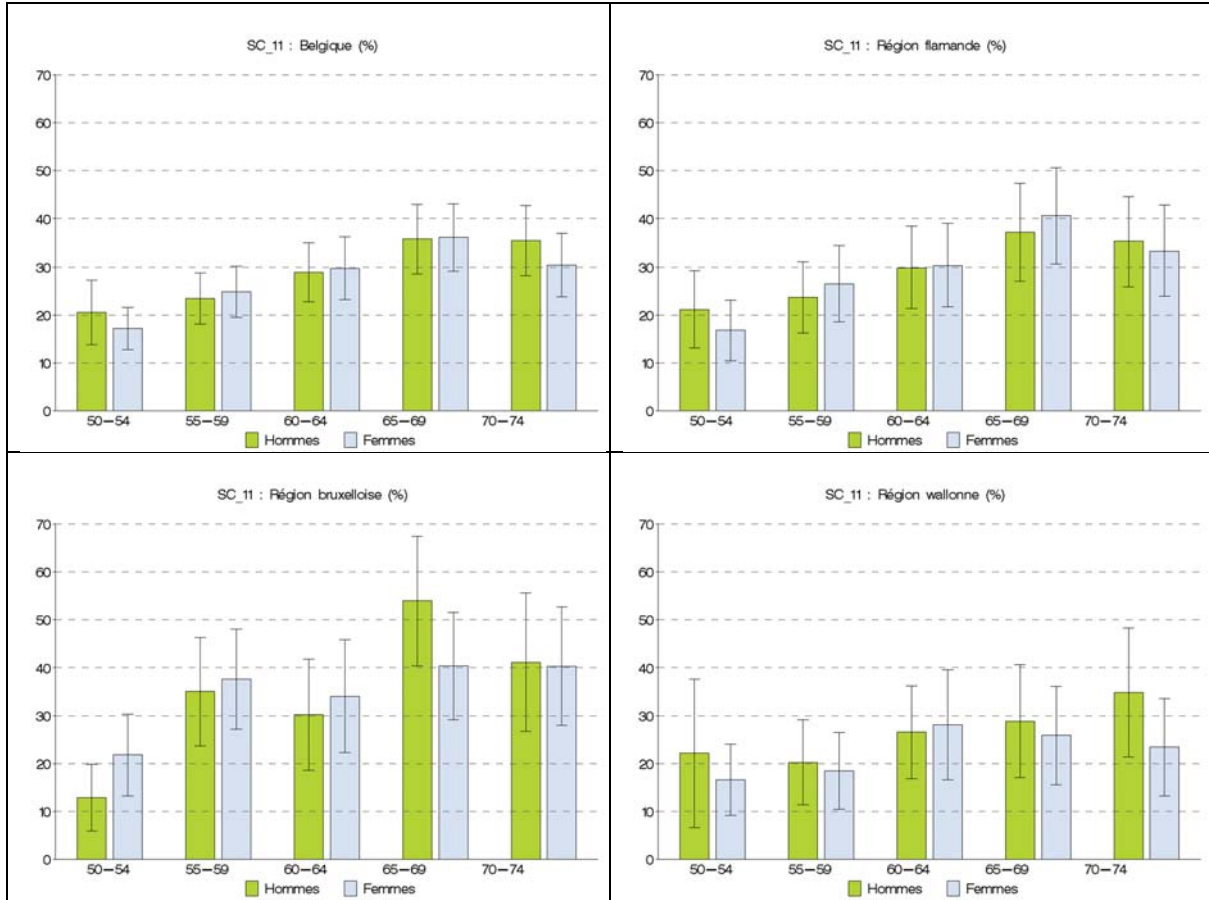 SC_11 : Belgique (%)
70
60
50
40
30
20
10
0
50–54 55–59 60–64 65–69 70–74
Hommes Femmes
SC_11 : Région flamande (%)
70
60
50
40
30
20
10
0
50–54 55–59 60–64 65–69 70–74
Hommes Femmes
SC_11 : Région bruxelloise (%)
70
60
50
40
30
20
10
0
50–54 55–59 60–64 65–69 70–74
Hommes Femmes
SC_11 : Région wallonne (%)
70
60
50
40
30
20
10
0
50–54 55–59 60–64 65–69 70–74
Hommes Femmes